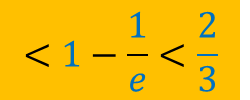 < 1 − 1/e < 2/3